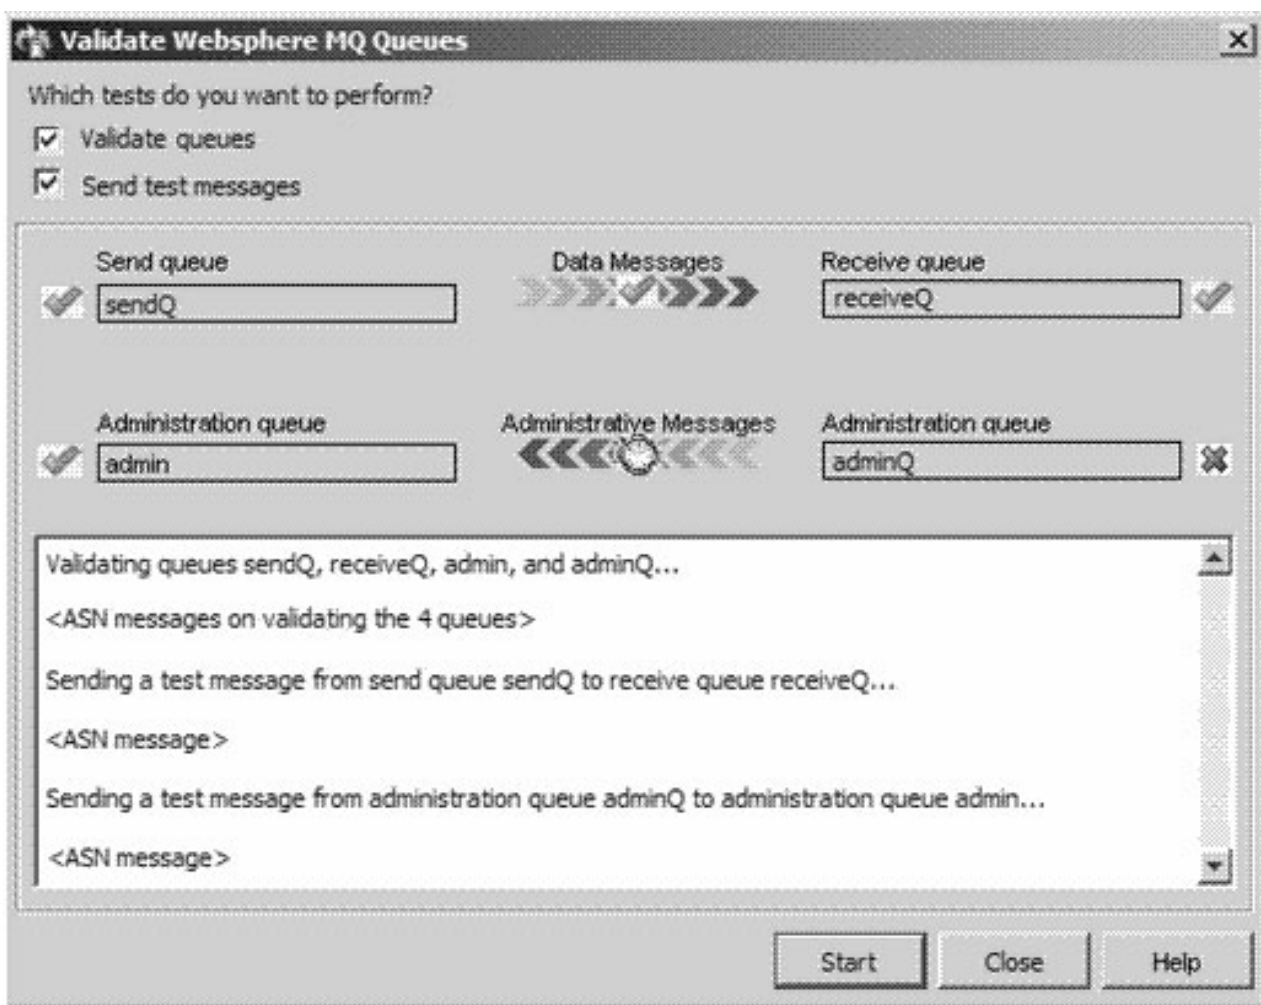 Validate Websphere MQ Queues
Which tests do you want to perform?
Validate queues
Send test messages
Send queue
Data Messages
Receive queue
sendQ
receiveQ
Administration queue
Administrative Messages
Administration queue
admin
adminQ
Validating queues sendQ, receiveQ, admin, and adminQ...
<ASN messages on validating the 4 queues>
Sending a test message from send queue sendQ to receive queue receiveQ...
<ASN message>
Sending a test message from administration queue adminQ to administration queue admin...
<ASN message>
Start
Close
Help